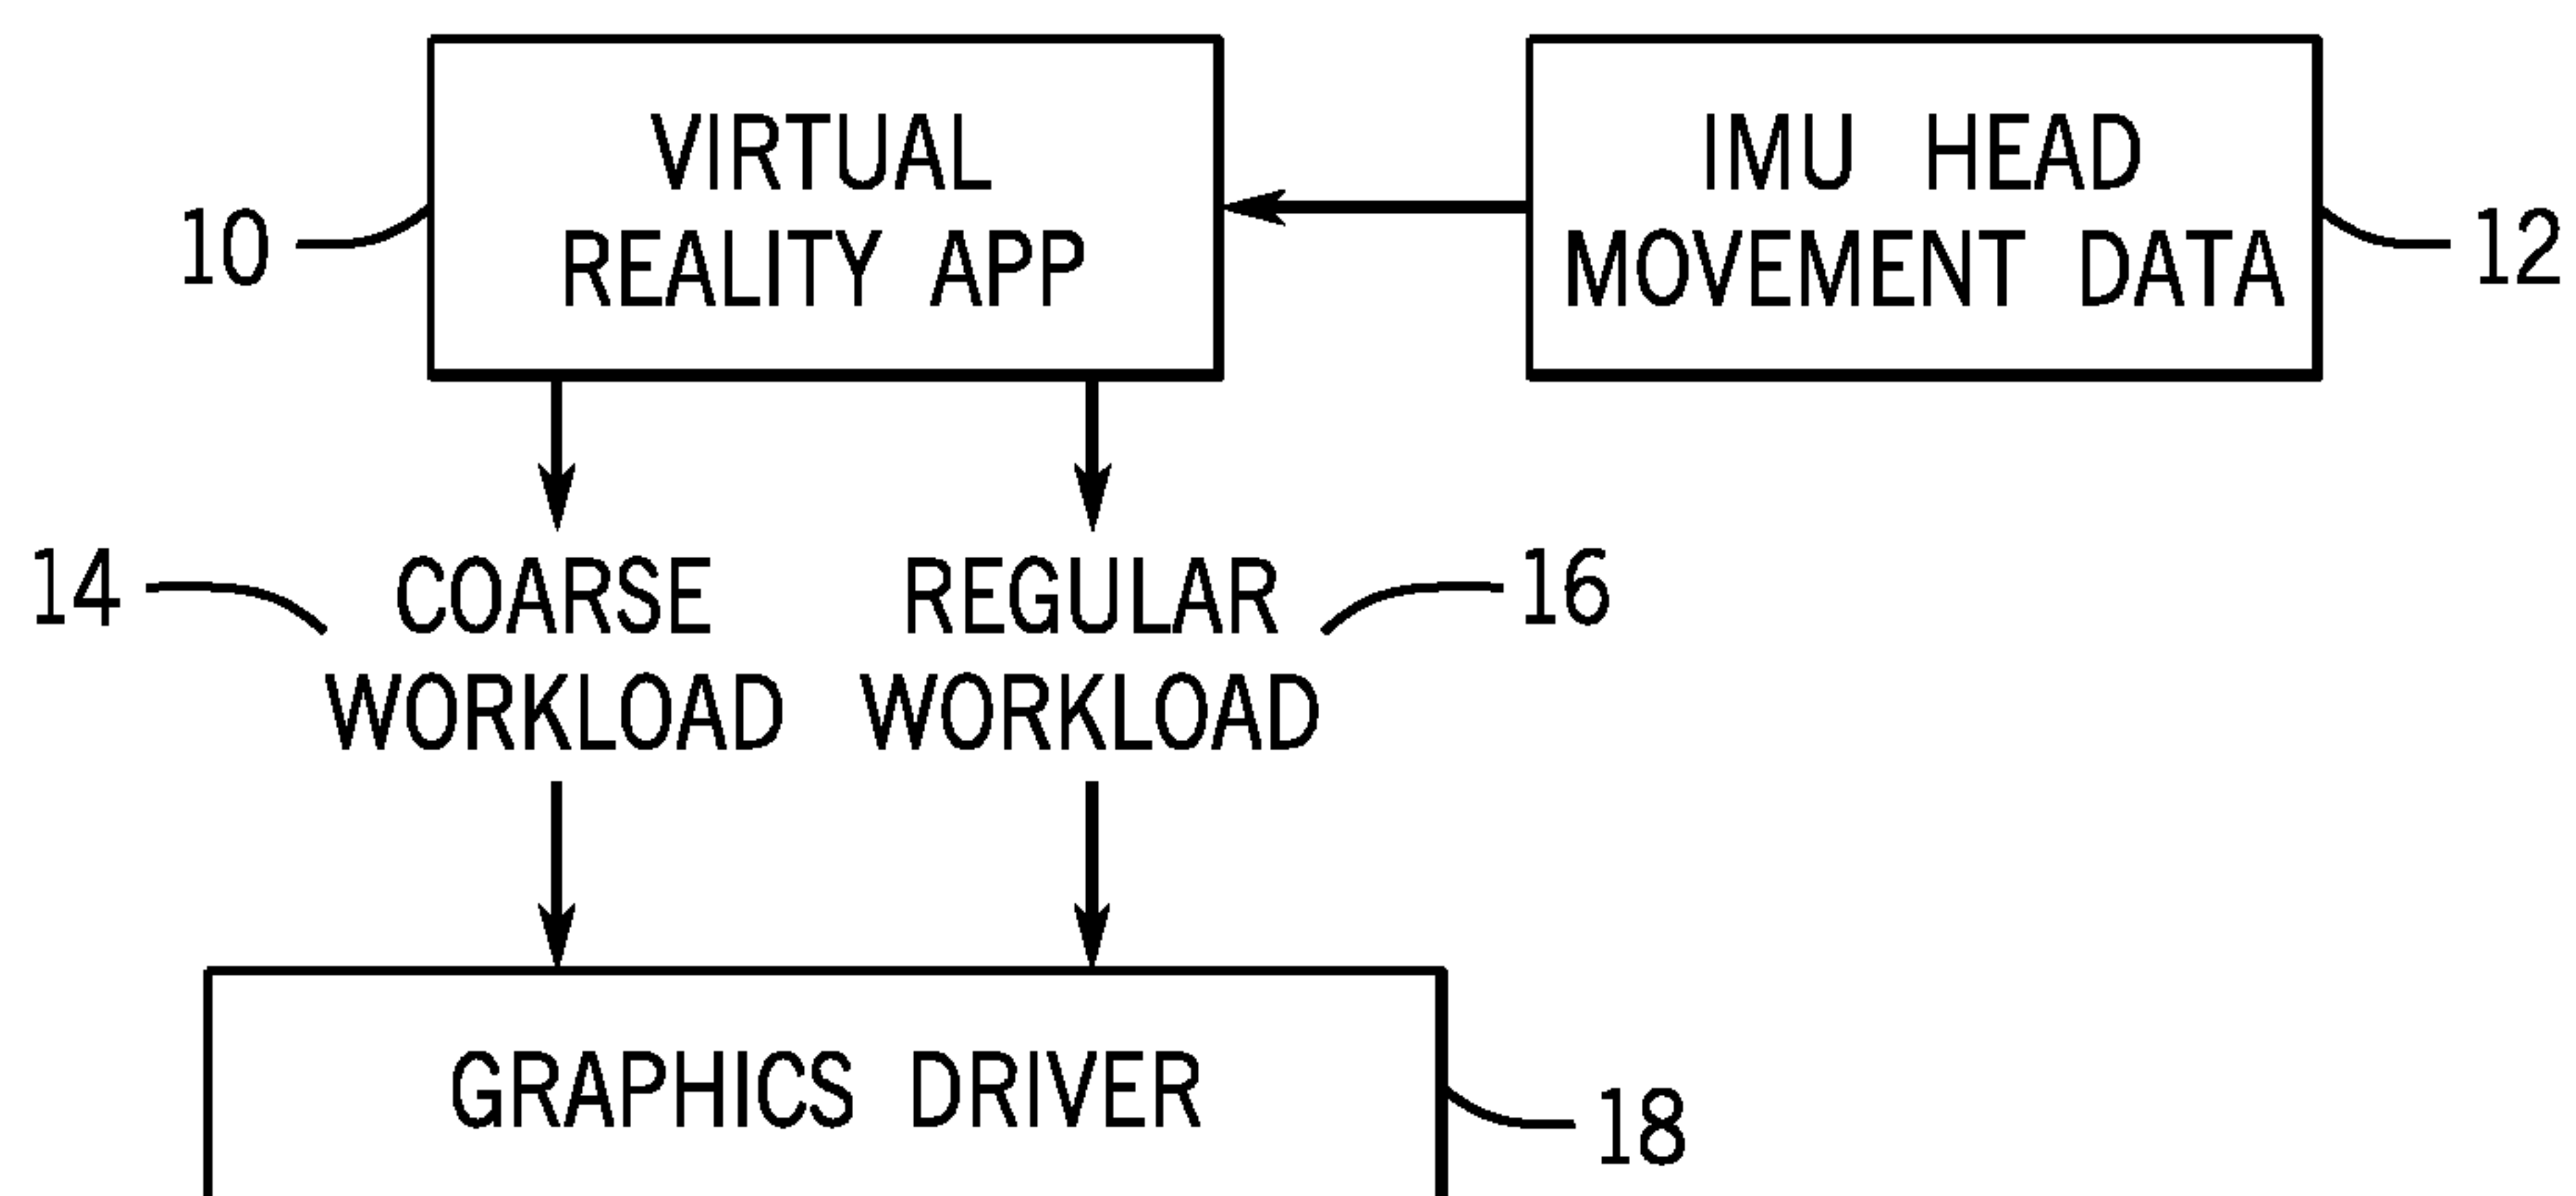 VIRTUAL
REALITY APP
10
IMU HEAD
MOVEMENT DATA
12
14
COARSE
WORKLOAD
REGULAR
WORKLOAD
16
GRAPHICS DRIVER
18